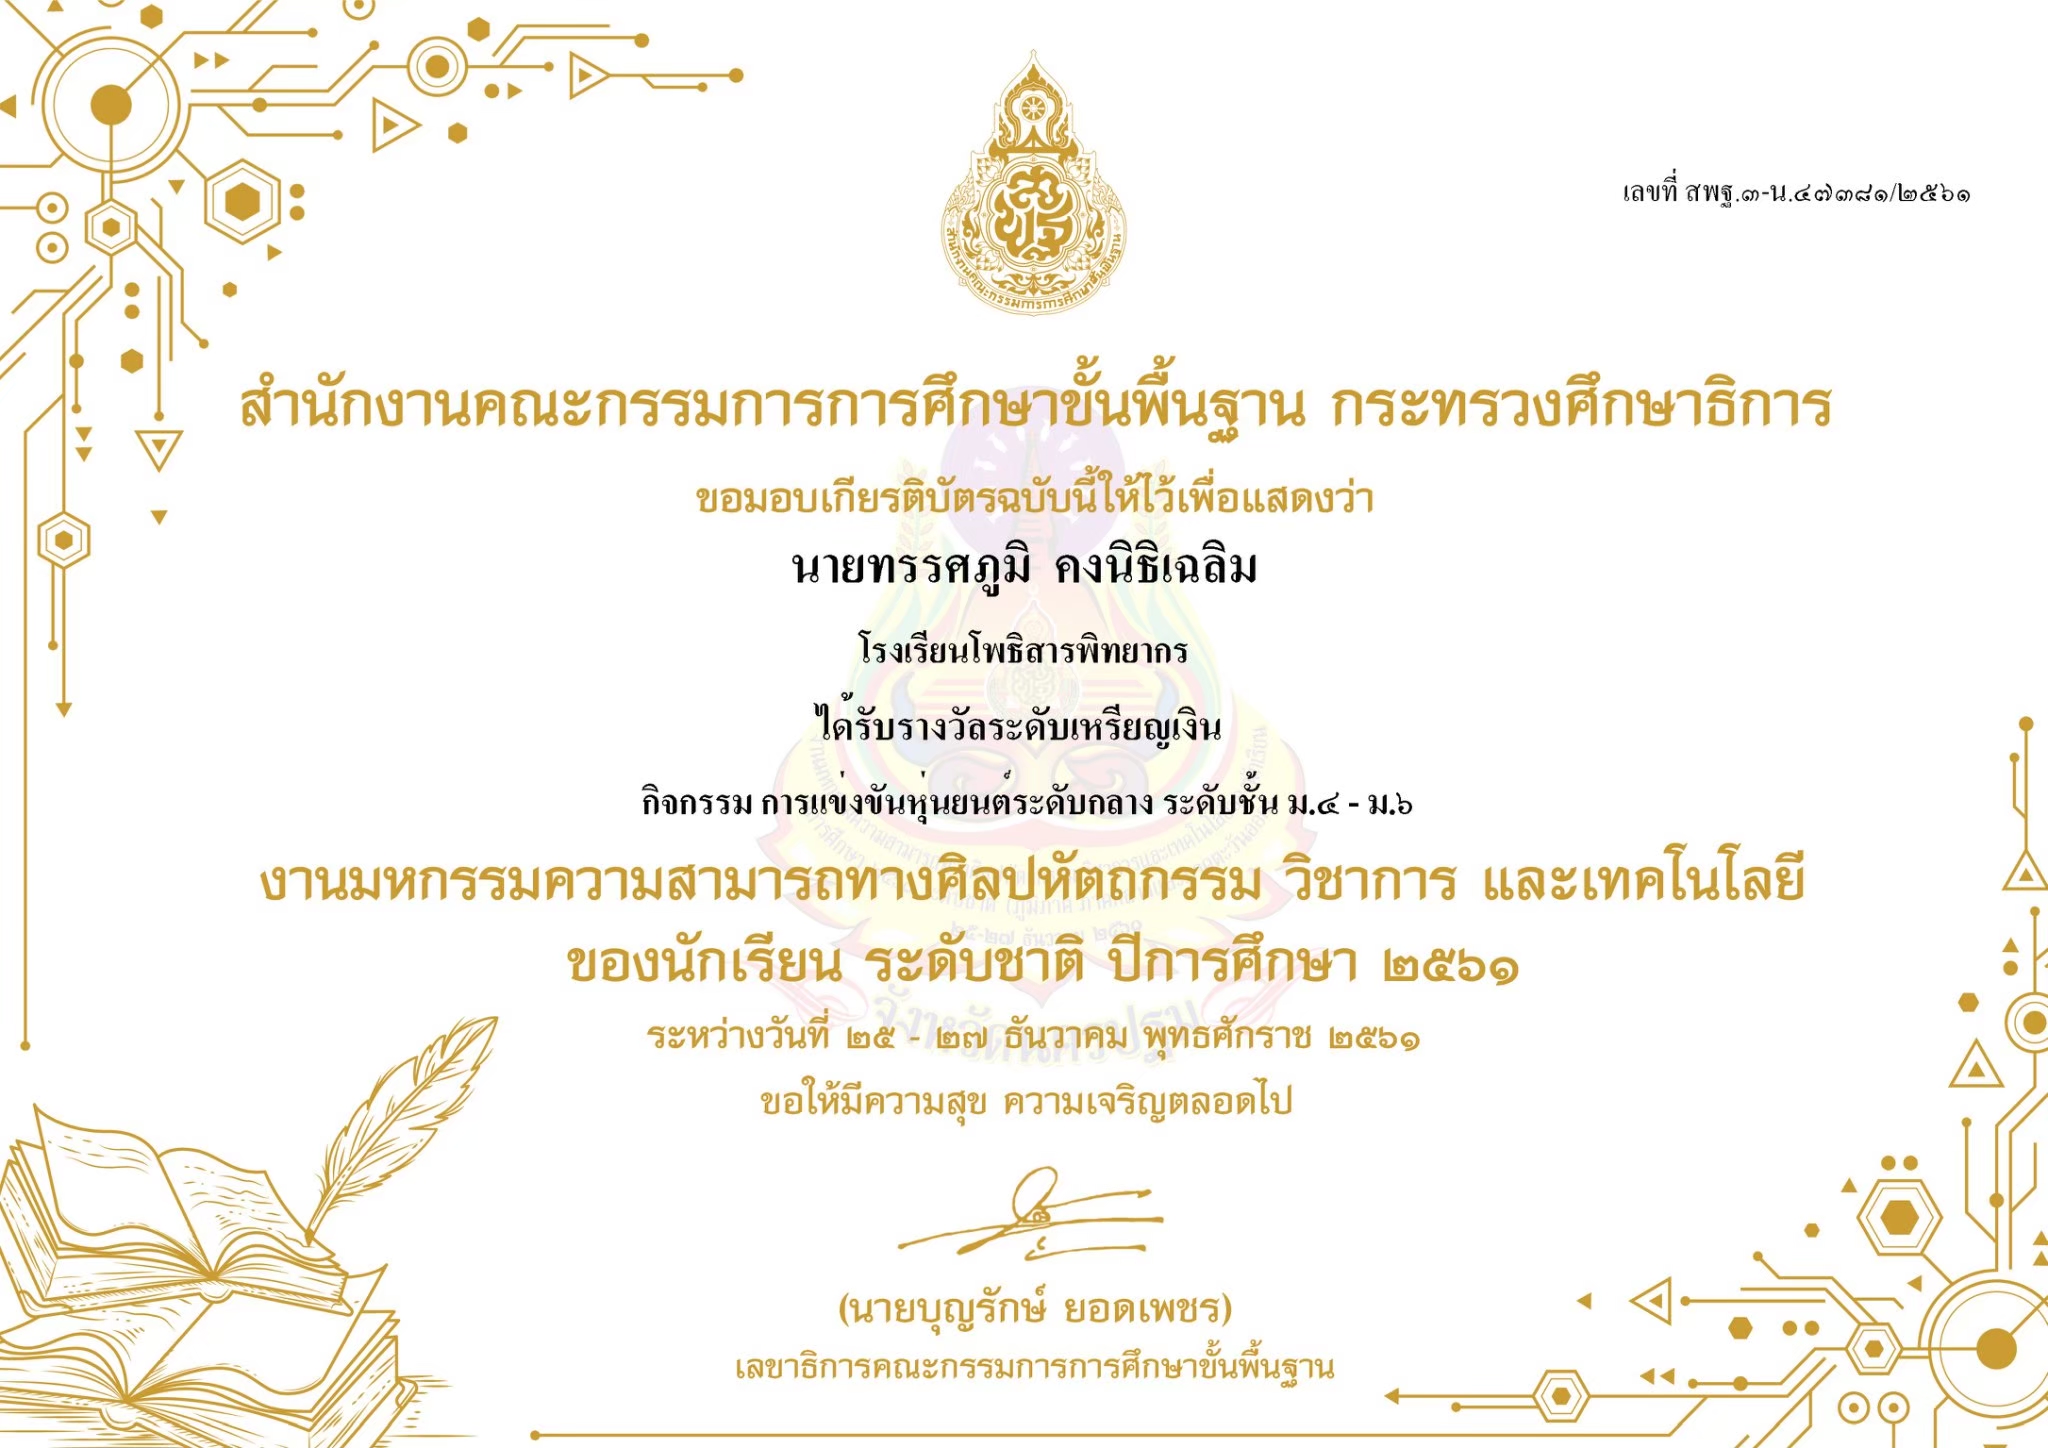 สำนักงานคณะกรรมการการศึกษาขั้นพื้นฐาน
เลขที่ สพฐ.๓-น.๔๗๓๘๑/๒๕๖๑
สำนักงานคณะกรรมการการศึกษาขั้นพื้นฐาน กระทรวงศึกษาธิการ
ขอมอบเกียรติบัตรฉบับนี้ให้ไว้เพื่อแสดงว่า
นายทรรศภูมิ คงนิธิเฉลิม
โรงเรียนโพธิสารพิทยากร
ได้รับรางวัลระดับเหรียญเงิน
กิจกรรม การแข่งขันหุ่นยนต์ระดับกลาง ระดับชั้น ม.๔ - ม.๖
งานมหกรรมความสามารถทางศิลปหัตถกรรม วิชาการ และเทคโนโลยี
ของนักเรียน ระดับชาติ ปีการศึกษา ๒๕๖๑
ระหว่างวันที่ ๒๕ - ๒๗ ธันวาคม พุทธศักราช ๒๕๖๑
จังหวัดนครปฐม
ขอให้มีความสุข ความเจริญตลอดไป
(นายบุญรักษ์ ยอดเพชร)
เลขาธิการคณะกรรมการการศึกษาขั้นพื้นฐาน